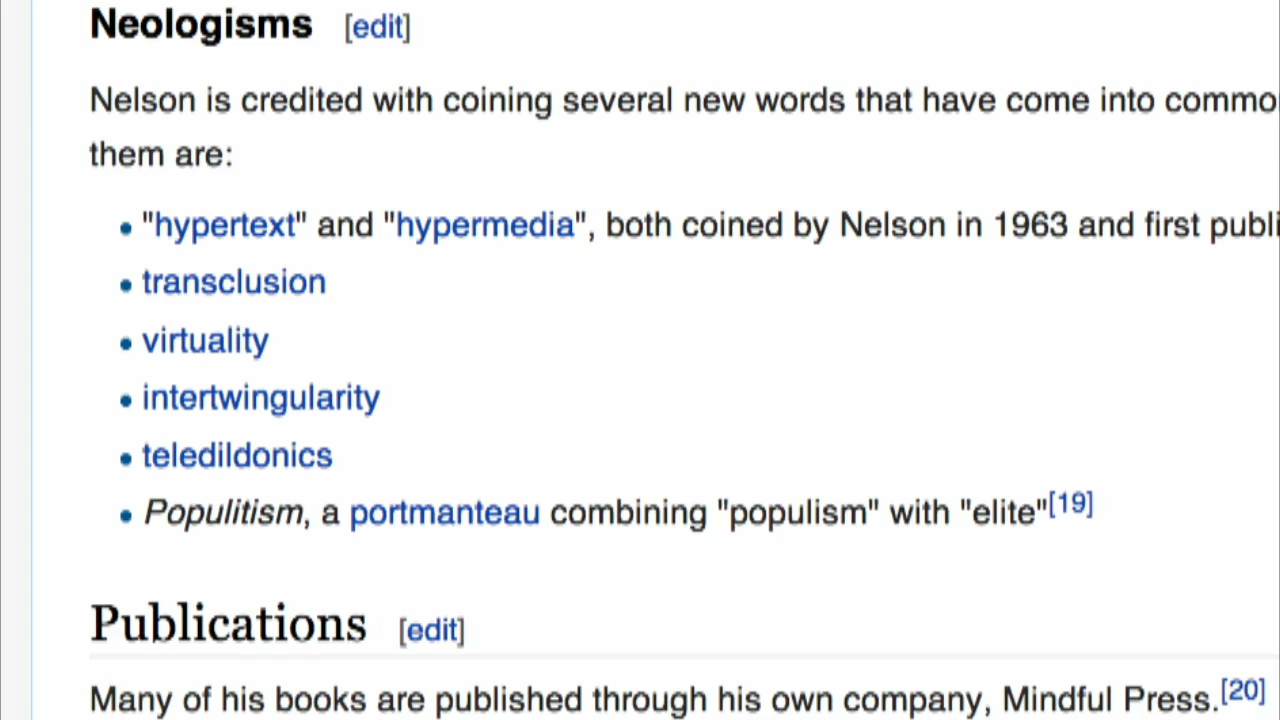 Neologisms [edit]
Nelson is credited with coining several new words that have come into commo
them are:
• "hypertext" and "hypermedia", both coined by Nelson in 1963 and first publi
• transclusion
• virtuality
• intertwingularity
• teledildonics
• Populitism, a portmanteau combining "populism" with "elite"[19]
Publications [edit]
Many of his books are published through his own company, Mindful Press.[20]